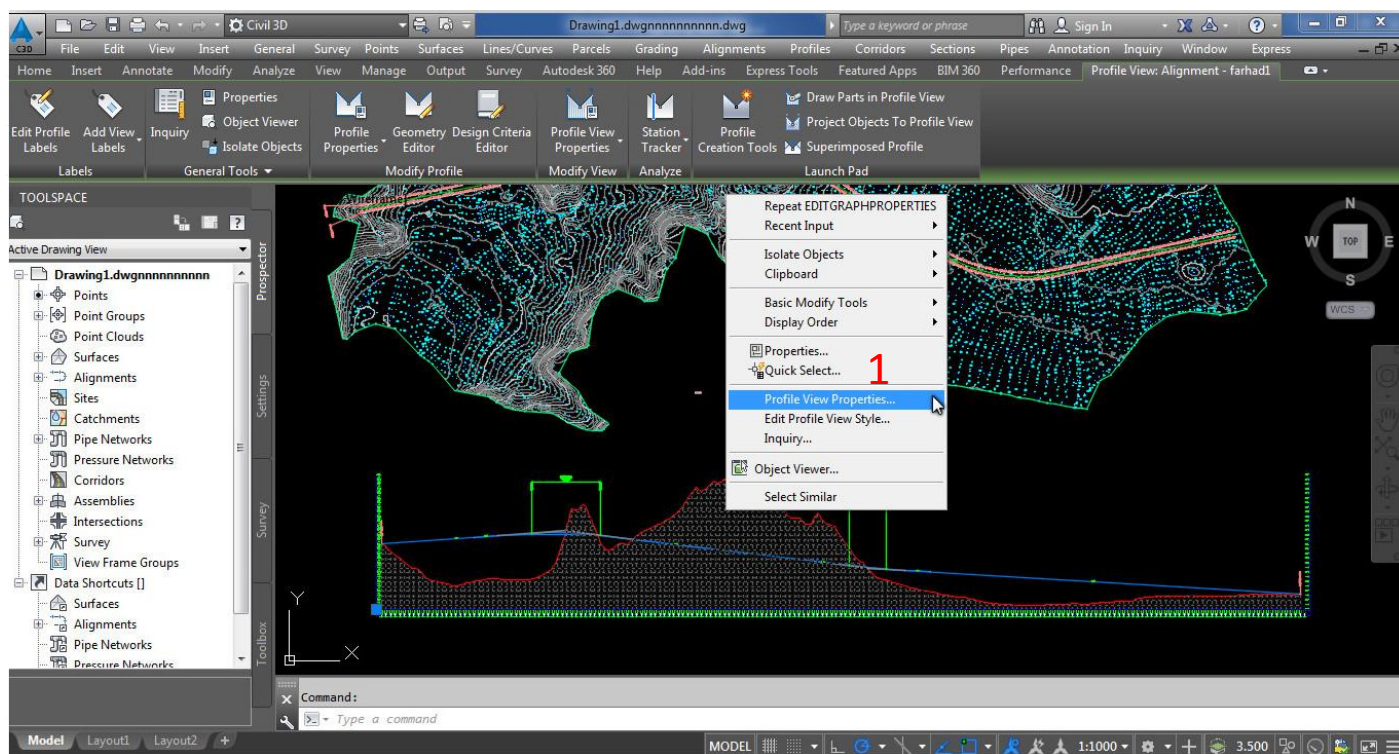 Civil 3D
Drawing1.dwgnnnnnnnnnn.dwg
Type a keyword or phrase
Sign In
C3D
File Edit View Insert General Survey Points Surfaces Lines/Curves Parcels Grading Alignments Profiles Corridors Sections Pipes Annotation Inquiry Window Express
Home Insert Annotate Modify Analyze View Manage Output Survey Autodesk 360 Help Add-ins Express Tools Featured Apps BIM 360 Performance Profile View: Alignment - farhad1
Edit Profile Labels
Add View Labels
Inquiry
Properties
Object Viewer
Isolate Objects
Profile Properties
Geometry Editor
Design Criteria Editor
Profile View Properties
Station Tracker
Profile Creation Tools
Draw Parts in Profile View
Project Objects To Profile View
Superimposed Profile
Labels
General Tools
Modify Profile
Modify View
Analyze
Launch Pad
TOOLSPACE
Active Drawing View
Drawing1.dwgnnnnnnnnnn
Points
Point Groups
Point Clouds
Surfaces
Alignments
Sites
Catchments
Pipe Networks
Pressure Networks
Corridors
Assemblies
Intersections
Survey
View Frame Groups
Data Shortcuts []
Surfaces
Alignments
Pipe Networks
Pressure Networks
Prospector
Settings
Survey
Toolbox
Repeat EDITGRAPHPROPERTIES
Recent Input
Isolate Objects
Clipboard
Basic Modify Tools
Display Order
Properties...
Quick Select...
1
Profile View Properties...
Edit Profile View Style...
Inquiry...
Object Viewer...
Select Similar
N
W TOP E
S
WCS
Y
X
Command:
Type a command
Model Layout1 Layout2 +
MODEL
1:1000
3.500